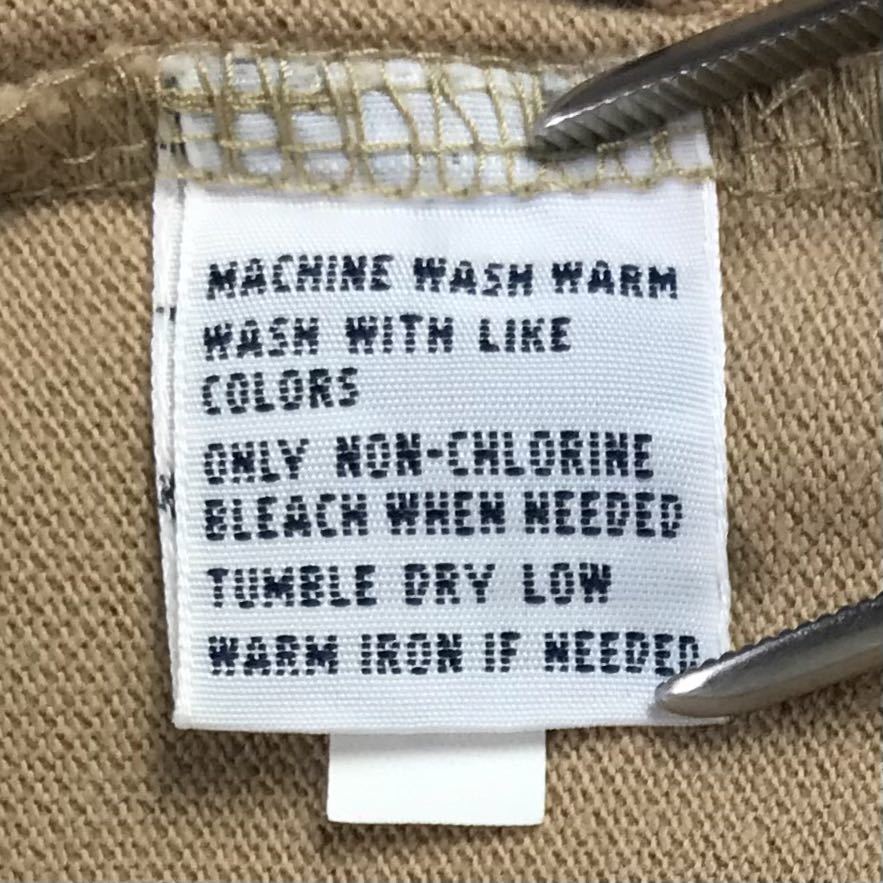 MACHINE WASH WARM
WASH WITH LIKE
COLORS
ONLY NON-CHLORINE
BLEACH WHEN NEEDED
TUMBLE DRY LOW
WARM IRON IF NEEDED